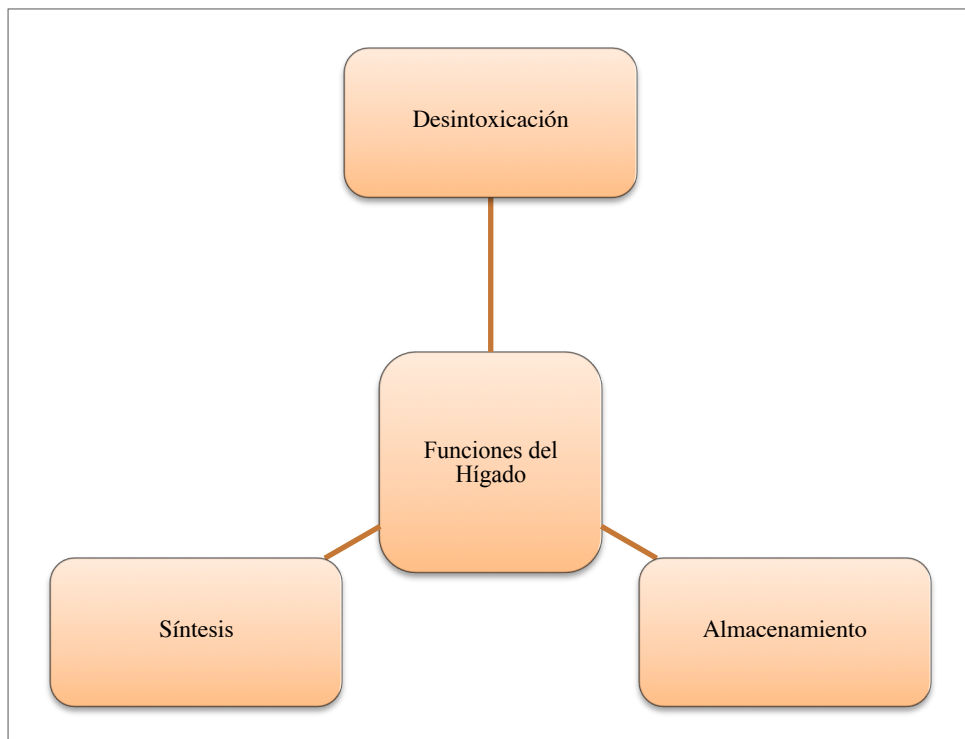 Desintoxicación
Funciones del
Hígado
Síntesis
Almacenamiento